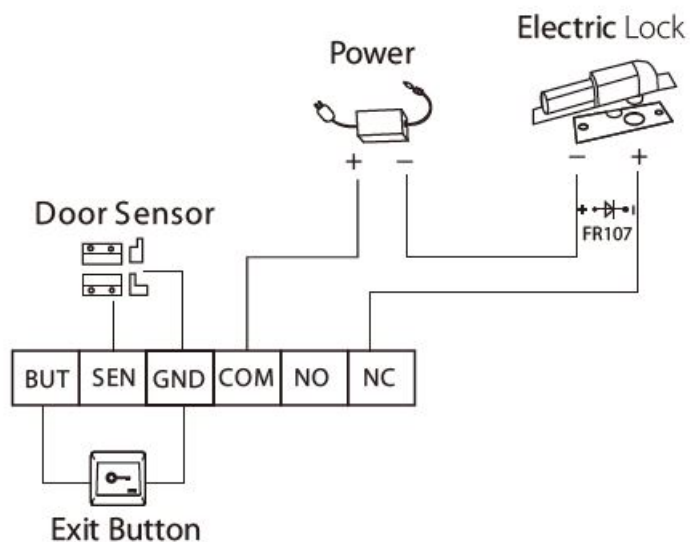 Electric Lock
Power
+ −
− +
+ −
FR107
Door Sensor
BUT SEN GND COM NO NC
Exit Button